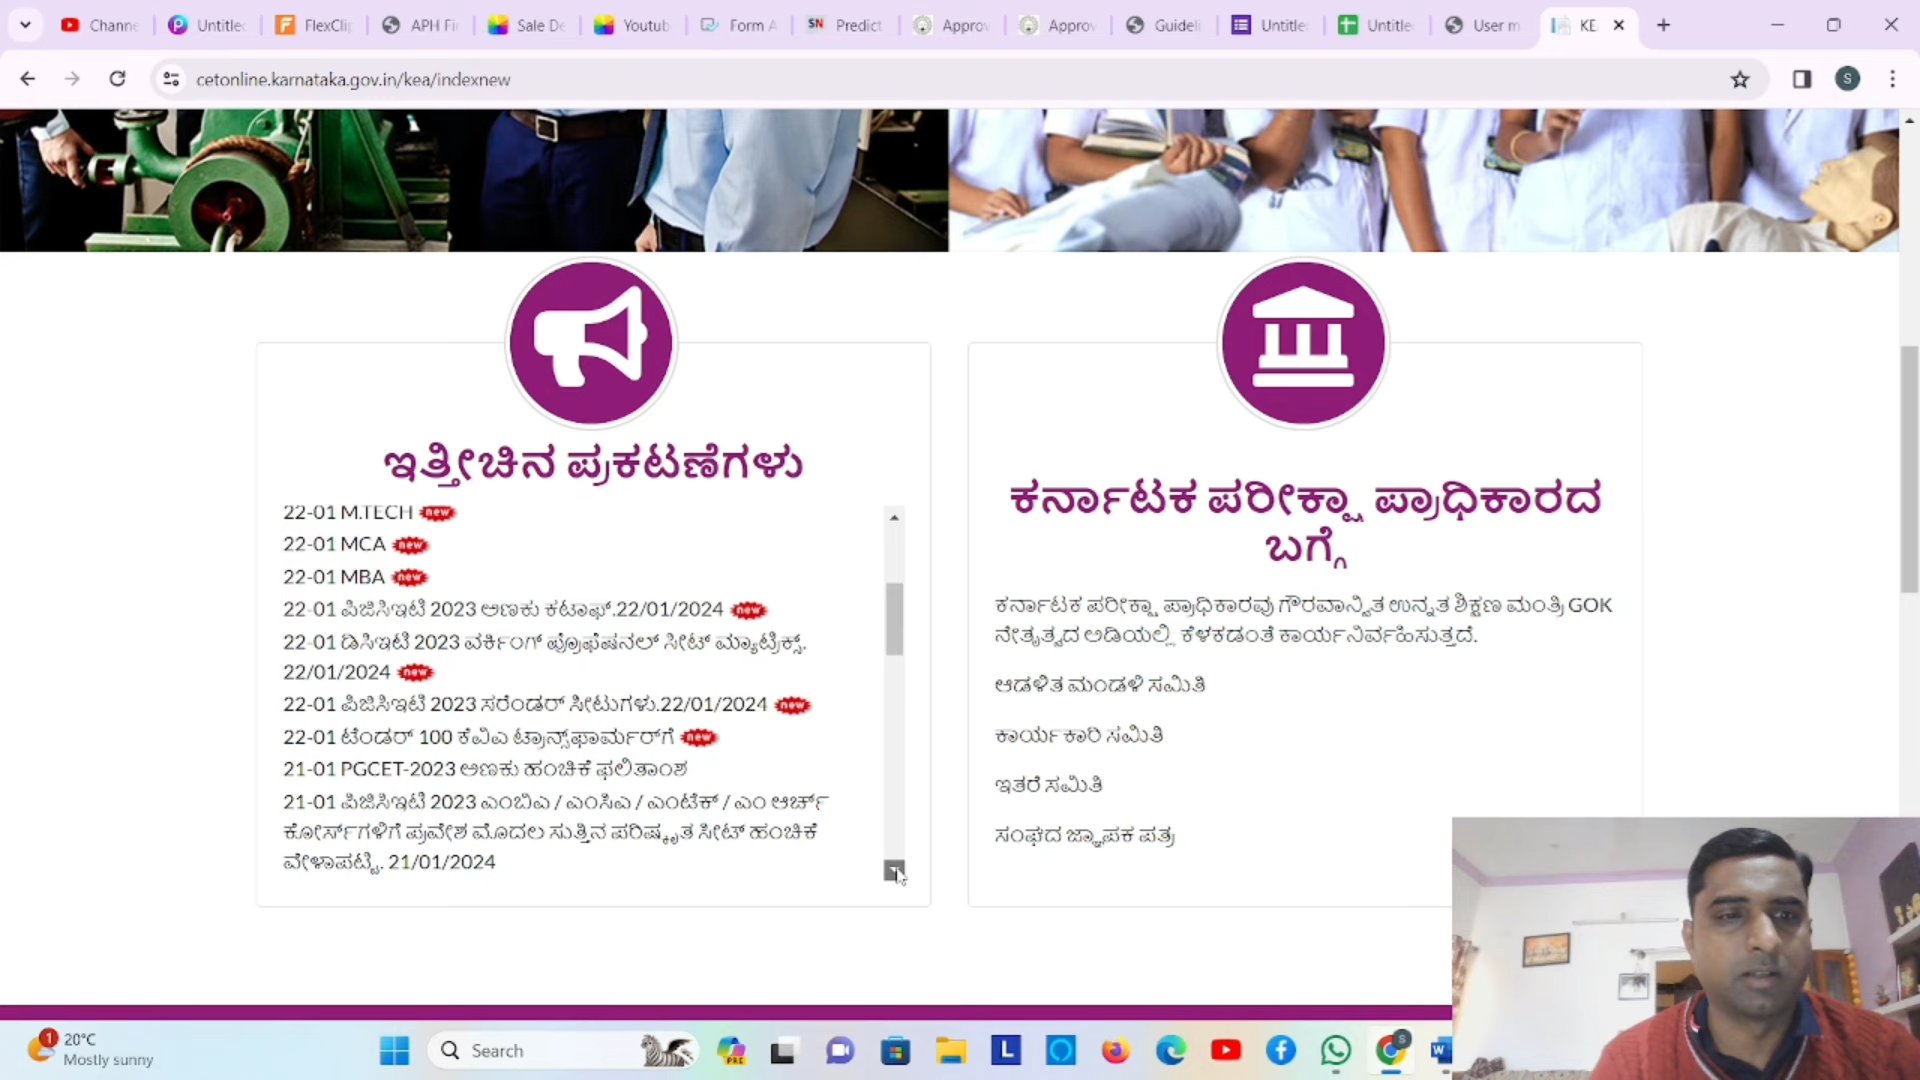 Channe
Untitle
FlexClip
APH Fi
Sale De
Youtub
Form A
SN Predict
Approv
Approv
Guideli
Untitle
Untitle
User m
KE
cetonline.karnataka.gov.in/kea/indexnew
S
ಇತ್ತೀಚಿನ ಪ್ರಕಟಣೆಗಳು
22-01 M.TECH new
22-01 MCA new
22-01 MBA new
22-01 ಪಿಜಿಸಿಇಟಿ 2023 ಅಣಕು ಕಟಾಫ್.22/01/2024 new
22-01 ಡಿಸಿಇಟಿ 2023 ವರ್ಕಿಂಗ್ ಪ್ರೊಫೆಷನಲ್ ಸೀಟ್ ಮ್ಯಾಟ್ರಿಕ್ಸ್.
22/01/2024 new
22-01 ಪಿಜಿಸಿಇಟಿ 2023 ಸರೆಂಡರ್ ಸೀಟುಗಳು.22/01/2024 new
22-01 ಟೆಂಡರ್ 100 ಕೆವಿಎ ಟ್ರಾನ್ಸ್‌ಫಾರ್ಮರ್‌ಗೆ new
21-01 PGCET-2023 ಅಣಕು ಹಂಚಿಕೆ ಫಲಿತಾಂಶ
21-01 ಪಿಜಿಸಿಇಟಿ 2023 ಎಂಬಿಎ / ಎಂಸಿಎ / ಎಂಟೆಕ್ / ಎಂ ಆರ್ಚ್
ಕೋರ್ಸ್‌ಗಳಿಗೆ ಪ್ರವೇಶ ಮೊದಲ ಸುತ್ತಿನ ಪರಿಷ್ಕೃತ ಸೀಟ್ ಹಂಚಿಕೆ
ವೇಳಾಪಟ್ಟಿ. 21/01/2024
ಕರ್ನಾಟಕ ಪರೀಕ್ಷಾ ಪ್ರಾಧಿಕಾರದ
ಬಗ್ಗೆ
ಕರ್ನಾಟಕ ಪರೀಕ್ಷಾ ಪ್ರಾಧಿಕಾರವು ಗೌರವಾನ್ವಿತ ಉನ್ನತ ಶಿಕ್ಷಣ ಮಂತ್ರಿ GOK
ನೇತೃತ್ವದ ಅಡಿಯಲ್ಲಿ ಕೆಳಕಂಡಂತೆ ಕಾರ್ಯನಿರ್ವಹಿಸುತ್ತದೆ.
ಆಡಳಿತ ಮಂಡಳಿ ಸಮಿತಿ
ಕಾರ್ಯಕಾರಿ ಸಮಿತಿ
ಇತರೆ ಸಮಿತಿ
ಸಂಘದ ಜ್ಞಾಪಕ ಪತ್ರ
1
20°C
Mostly sunny
Search
PRE
L
S
W